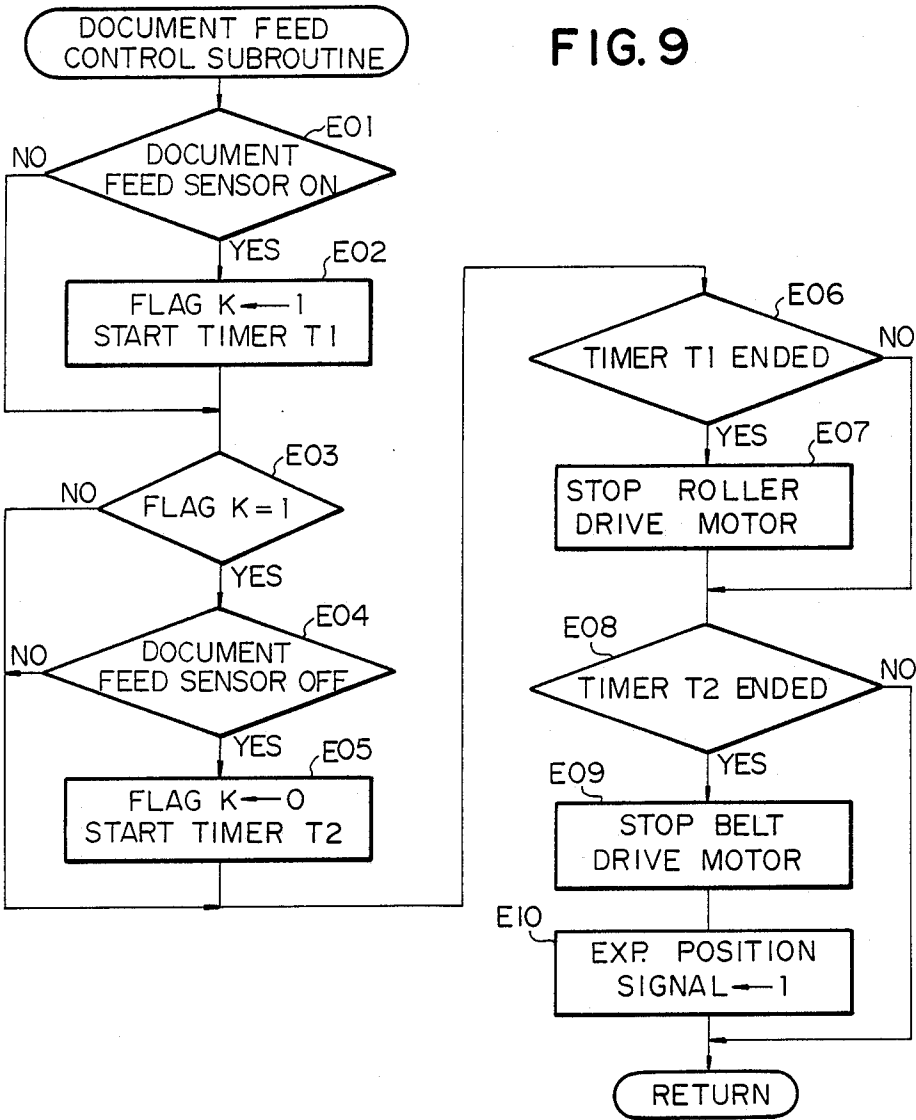 FIG. 9
DOCUMENT FEED
CONTROL SUBROUTINE
E01
DOCUMENT
FEED SENSOR ON
NO
YES
E02
FLAG K←1
START TIMER T1
E03
FLAG K=1
NO
YES
E04
DOCUMENT
FEED SENSOR OFF
NO
YES
E05
FLAG K←0
START TIMER T2
E06
TIMER T1 ENDED
NO
YES
E07
STOP ROLLER
DRIVE MOTOR
E08
TIMER T2 ENDED
NO
YES
E09
STOP BELT
DRIVE MOTOR
E10
EXP. POSITION
SIGNAL←1
RETURN